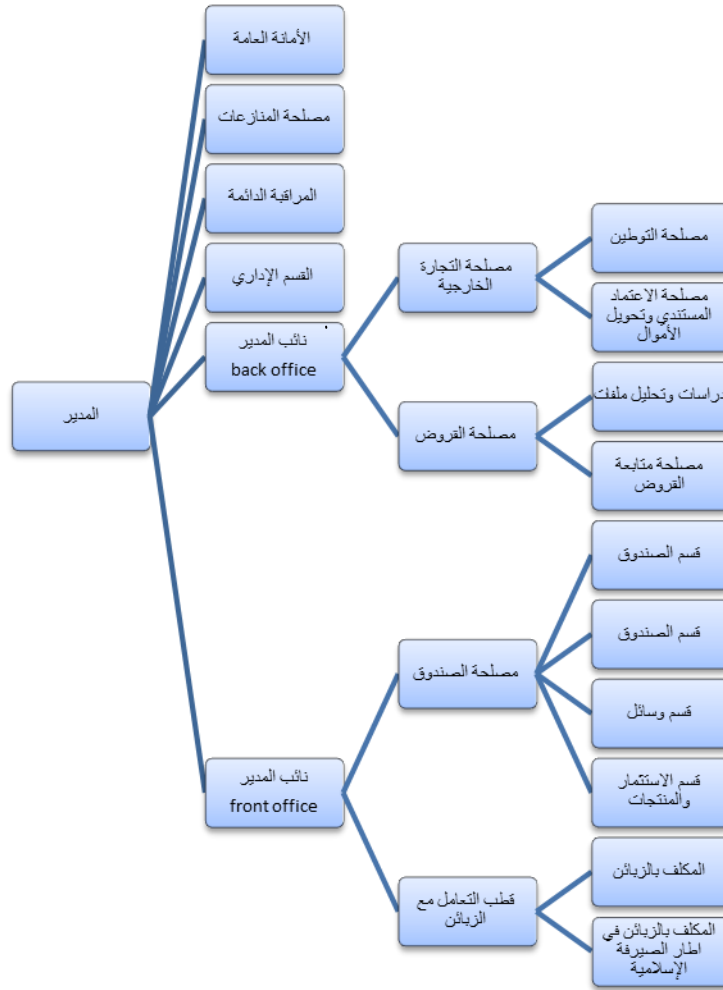 الأمانة العامة
مصلحة المنازعات
المراقبة الدائمة
القسم الإداري
نائب المدير
back office
المدير
مصلحة التجارة
الخارجية
مصلحة التوطين
مصلحة الاعتماد
المستندي وتحويل
الأموال
مصلحة القروض
دراسات وتحليل ملفات
مصلحة متابعة
القروض
نائب المدير
front office
مصلحة الصندوق
قسم الصندوق
قسم الصندوق
قسم وسائل
قسم الاستثمار
والمنتجات
قطب التعامل مع
الزبائن
المكلف بالزبائن
المكلف بالزبائن في
اطار الصيرفة
الإسلامية